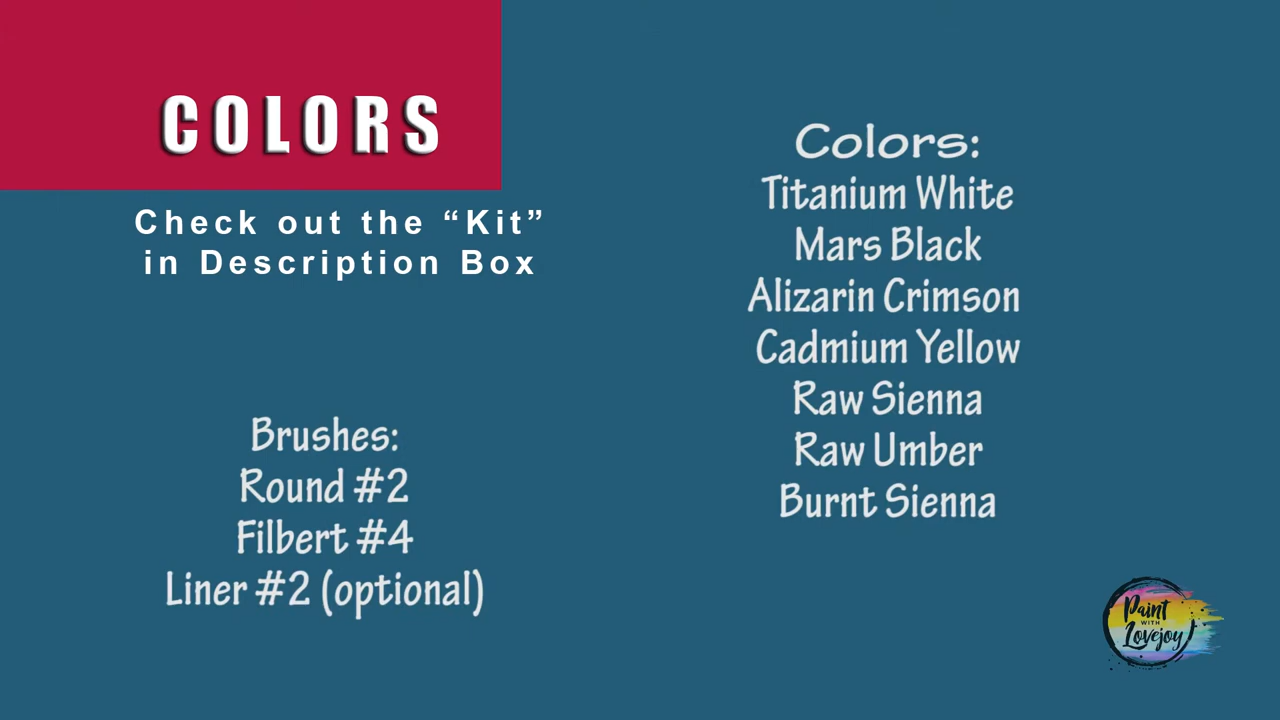 COLORS
Check out the “Kit”
in Description Box
Brushes:
Round #2
Filbert #4
Liner #2 (optional)
Colors:
Titanium White
Mars Black
Alizarin Crimson
Cadmium Yellow
Raw Sienna
Raw Umber
Burnt Sienna
Paint
WITH
Lovejoy